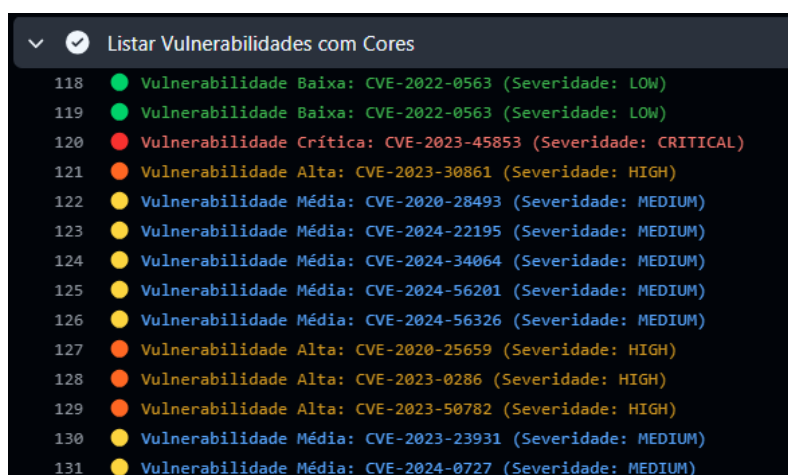 Listar Vulnerabilidades com Cores
118 Vulnerabilidade Baixa: CVE-2022-0563 (Severidade: LOW)
119 Vulnerabilidade Baixa: CVE-2022-0563 (Severidade: LOW)
120 Vulnerabilidade Crítica: CVE-2023-45853 (Severidade: CRITICAL)
121 Vulnerabilidade Alta: CVE-2023-30861 (Severidade: HIGH)
122 Vulnerabilidade Média: CVE-2020-28493 (Severidade: MEDIUM)
123 Vulnerabilidade Média: CVE-2024-22195 (Severidade: MEDIUM)
124 Vulnerabilidade Média: CVE-2024-34064 (Severidade: MEDIUM)
125 Vulnerabilidade Média: CVE-2024-56201 (Severidade: MEDIUM)
126 Vulnerabilidade Média: CVE-2024-56326 (Severidade: MEDIUM)
127 Vulnerabilidade Alta: CVE-2020-25659 (Severidade: HIGH)
128 Vulnerabilidade Alta: CVE-2023-0286 (Severidade: HIGH)
129 Vulnerabilidade Alta: CVE-2023-50782 (Severidade: HIGH)
130 Vulnerabilidade Média: CVE-2023-23931 (Severidade: MEDIUM)
131 Vulnerabilidade Média: CVE-2024-0727 (Severidade: MEDIUM)